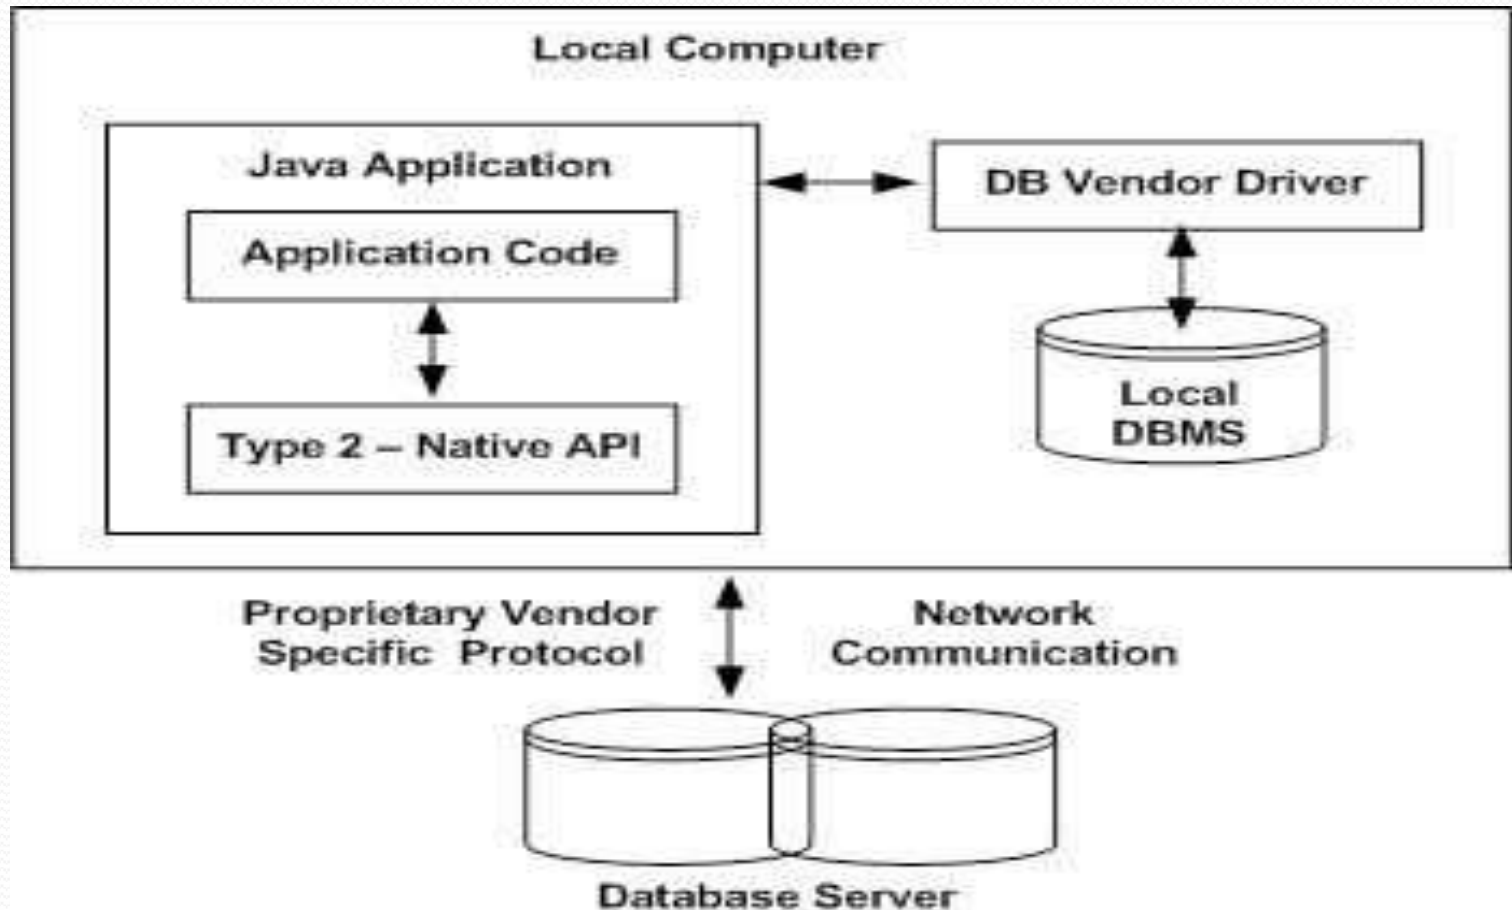 Local Computer
Java Application
Application Code
Type 2 – Native API
DB Vendor Driver
Local
DBMS
Proprietary Vendor
Specific Protocol
Network
Communication
Database Server